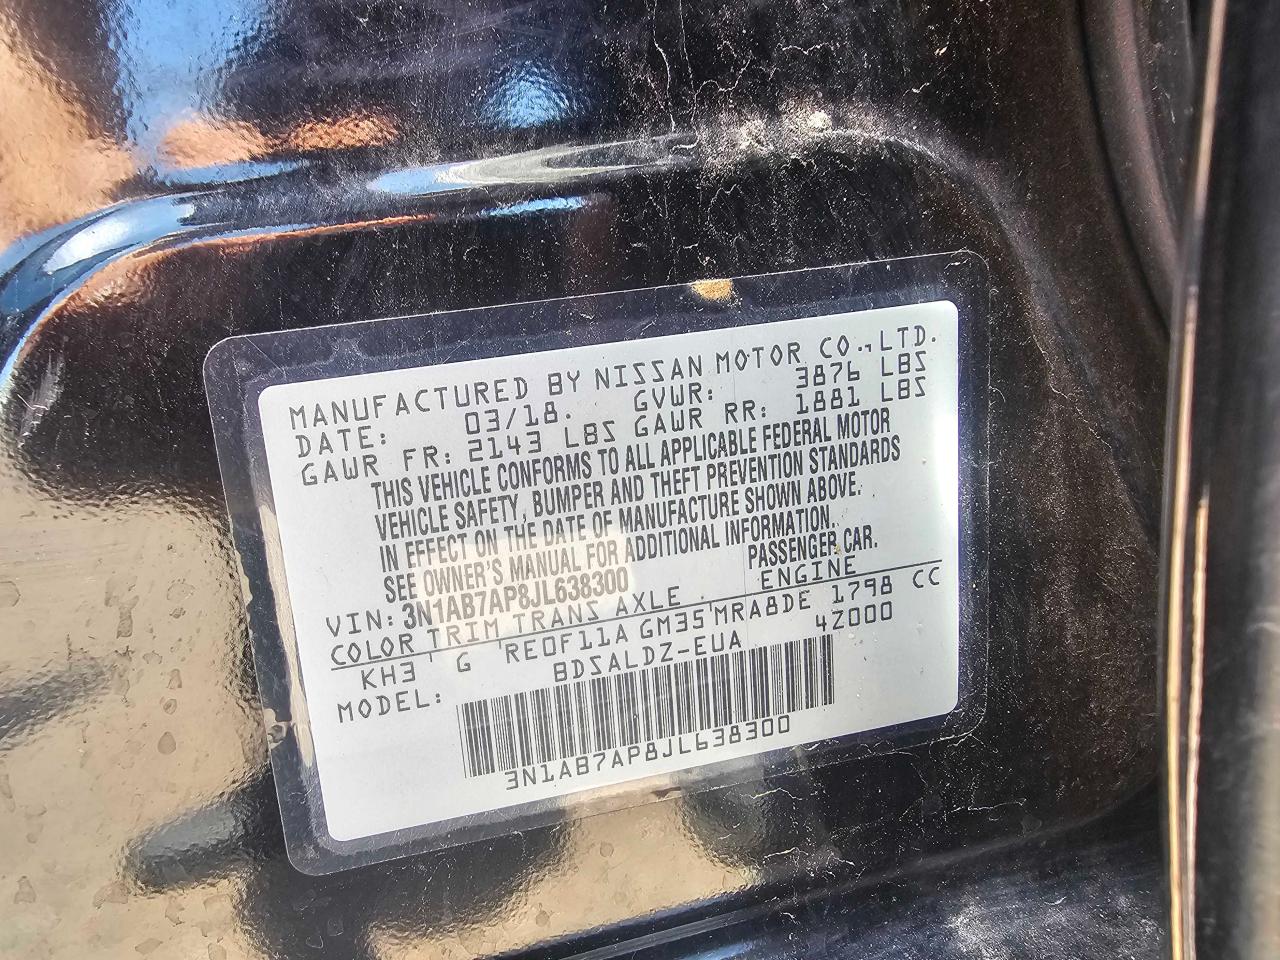 MANUFACTURED BY NISSAN MOTOR CO.,LTD.
DATE: 03/18. GVWR: 3876 LBS
GAWR FR: 2143 LBS GAWR RR: 1881 LBS
THIS VEHICLE CONFORMS TO ALL APPLICABLE FEDERAL MOTOR
VEHICLE SAFETY, BUMPER AND THEFT PREVENTION STANDARDS
IN EFFECT ON THE DATE OF MANUFACTURE SHOWN ABOVE.
SEE OWNER'S MANUAL FOR ADDITIONAL INFORMATION.
VIN: 3N1AB7AP8JL638300 PASSENGER CAR.
COLOR TRIM TRANS AXLE ENGINE
KH3 G RE0F11A GM35 MRA8DE 1798 CC
MODEL: BDSALDZ-EUA 4Z000
3N1AB7AP8JL638300